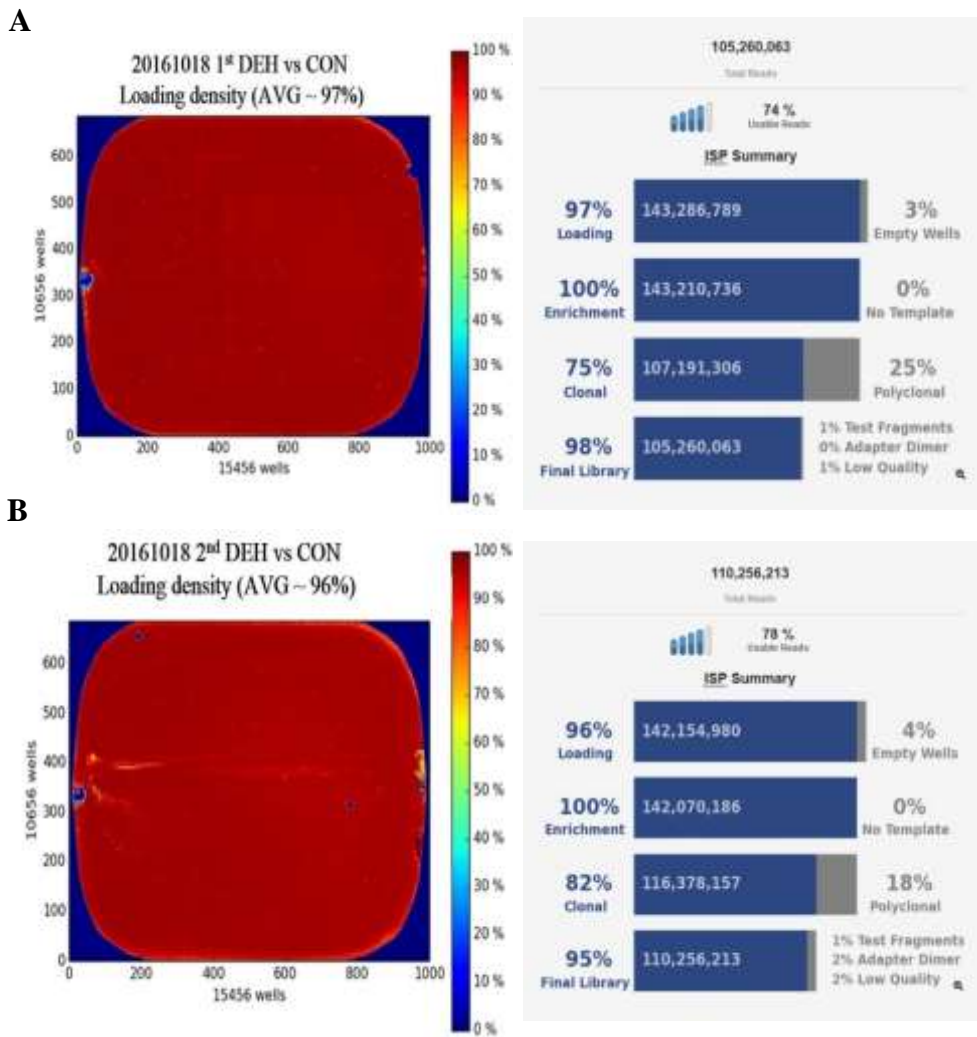 A
20161018 1st DEH vs CON
Loading density (AVG ~ 97%)
600
500
400
300
200
100
0
10656 wells
0
200
400
600
800
1000
15456 wells
100 %
90 %
80 %
70 %
60 %
50 %
40 %
30 %
20 %
10 %
0 %
105,260,063
Total Reads
74 %
Usable Reads
ISP Summary
97%
Loading
143,286,789
3%
Empty Wells
100%
Enrichment
143,210,736
0%
No Template
75%
Clonal
107,191,306
25%
Polyclonal
98%
Final Library
105,260,063
1% Test Fragments
0% Adapter Dimer
1% Low Quality
B
20161018 2nd DEH vs CON
Loading density (AVG ~ 96%)
600
500
400
300
200
100
0
10656 wells
0
200
400
600
800
1000
15456 wells
100 %
90 %
80 %
70 %
60 %
50 %
40 %
30 %
20 %
10 %
0 %
110,256,213
Total Reads
78 %
Usable Reads
ISP Summary
96%
Loading
142,154,980
4%
Empty Wells
100%
Enrichment
142,070,186
0%
No Template
82%
Clonal
116,378,157
18%
Polyclonal
95%
Final Library
110,256,213
1% Test Fragments
2% Adapter Dimer
2% Low Quality